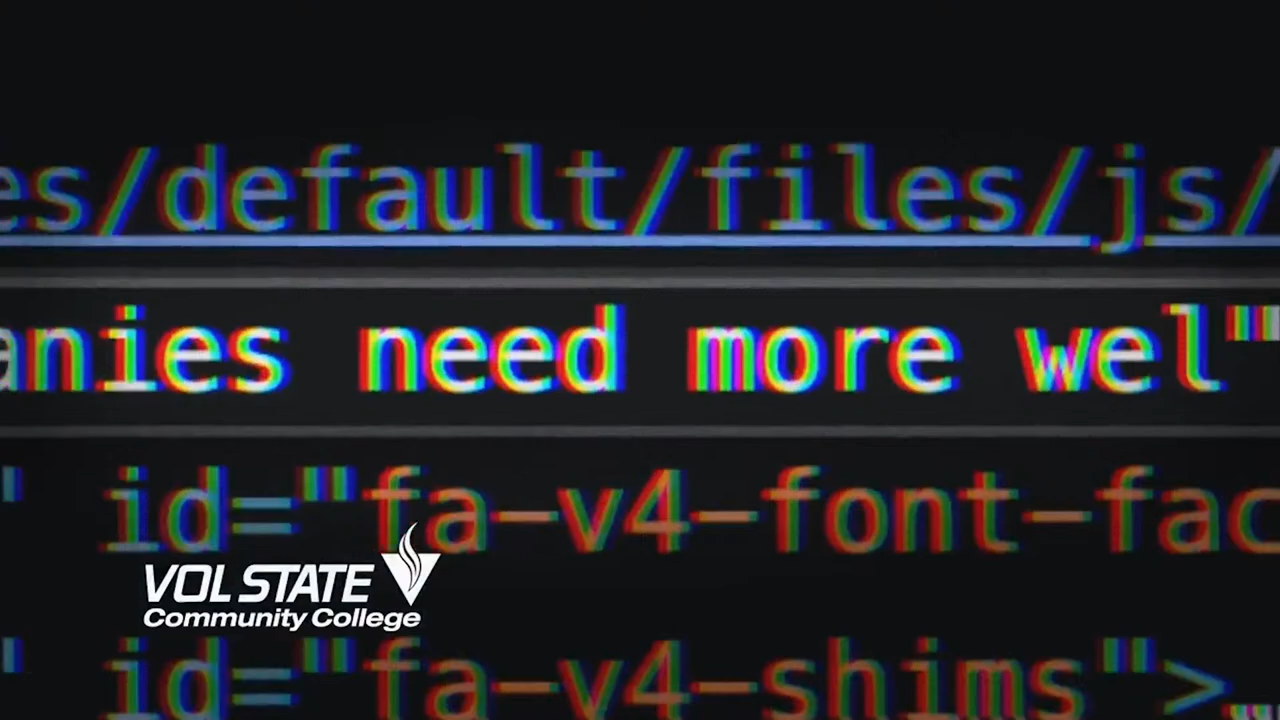 es/default/files/js/
anies need more wel"
" id="fa-v4-font-fac
VOL STATE
Community College
" id="fa-v4-shims">